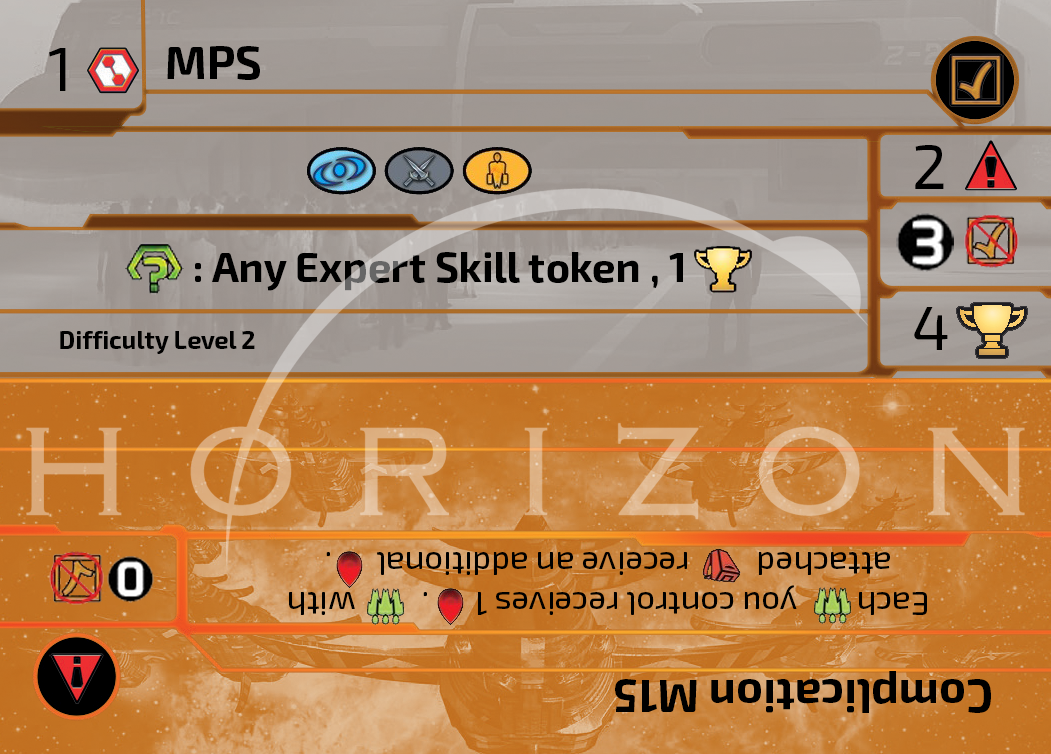 1 MPS
2
: Any Expert Skill token , 1
3
4
Difficulty Level 2
HORIZON
Complication M15
Each you control receives 1 . with
attached receive an additional .
0